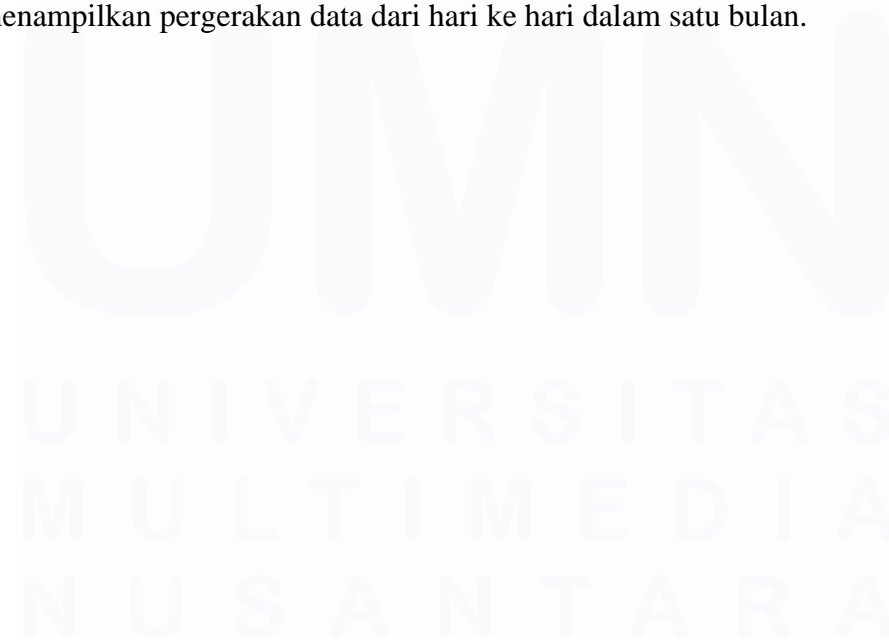 enampilkan pergerakan data dari hari ke hari dalam satu bulan.
UMN
UNIVERSITAS
MULTIMEDIA
NUSANTARA